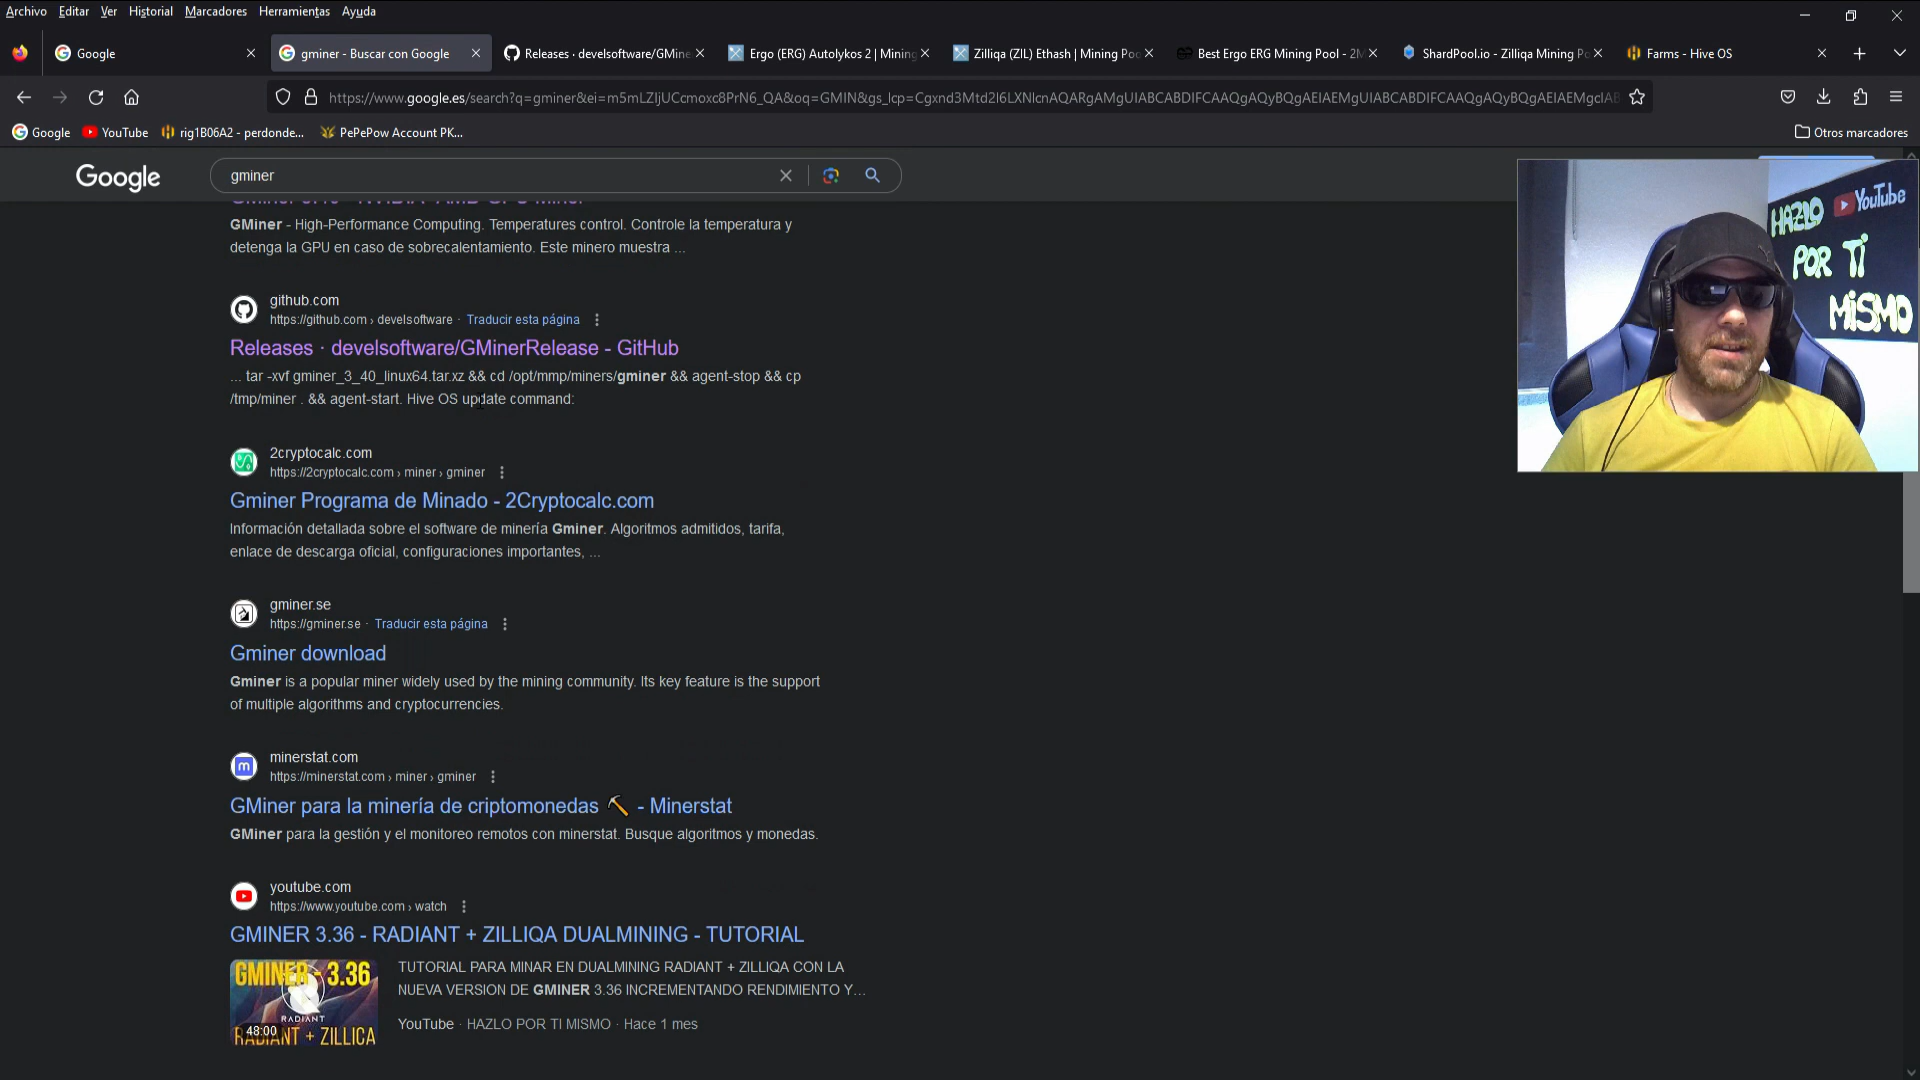 Archivo Editar Ver Historial Marcadores Herramientas Ayuda
Google
gminer - Buscar con Google
Releases · develsoftware/GMine
Ergo (ERG) Autolykos 2 | Mining
Zilliqa (ZIL) Ethash | Mining Poo
Best Ergo ERG Mining Pool - 2M
ShardPool.io - Zilliqa Mining Po
Farms - Hive OS
https://www.google.es/search?q=gminer&ei=m5mLZIjUCcmoxc8PrN6_QA&oq=GMIN&gs_lcp=Cgxnd3Mtd2l6LXNlcnAQARgAMgUIABCABDIFCAAQgAQyBQgAEIAEMgUIABCABDIFCAAQgAQyBQgAEIAEMgcIAB
Google YouTube rig1B06A2 - perdonde... PePePow Account PK... Otros marcadores
Google
gminer
GMiner - High-Performance Computing. Temperatures control. Controle la temperatura y
detenga la GPU en caso de sobrecalentamiento. Este minero muestra ...
github.com
https://github.com › develsoftware · Traducir esta página
Releases · develsoftware/GMinerRelease - GitHub
... tar -xvf gminer_3_40_linux64.tar.xz && cd /opt/mmp/miners/gminer && agent-stop && cp
/tmp/miner . && agent-start. Hive OS update command:
2cryptocalc.com
https://2cryptocalc.com › miner › gminer
Gminer Programa de Minado - 2Cryptocalc.com
Información detallada sobre el software de minería Gminer. Algoritmos admitidos, tarifa,
enlace de descarga oficial, configuraciones importantes, ...
gminer.se
https://gminer.se · Traducir esta página
Gminer download
Gminer is a popular miner widely used by the mining community. Its key feature is the support
of multiple algorithms and cryptocurrencies.
minerstat.com
https://minerstat.com › miner › gminer
GMiner para la minería de criptomonedas ⛏ - Minerstat
GMiner para la gestión y el monitoreo remotos con minerstat. Busque algoritmos y monedas.
youtube.com
https://www.youtube.com › watch
GMINER 3.36 - RADIANT + ZILLIQA DUALMINING - TUTORIAL
TUTORIAL PARA MINAR EN DUALMINING RADIANT + ZILLIQA CON LA
NUEVA VERSION DE GMINER 3.36 INCREMENTANDO RENDIMIENTO Y...
YouTube · HAZLO POR TI MISMO · Hace 1 mes
GMINER - 3.36
RADIANT
48:00
RADIANT + ZILLICA
YouTube
HAZLO
POR TI
MISMO